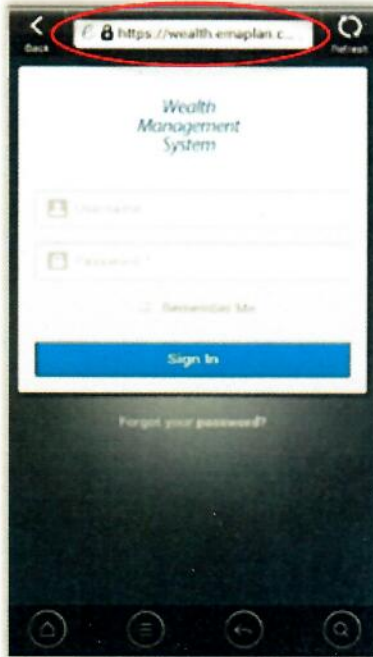 https://wealth.emaplan.c...
Back
Refresh
Wealth
Management
System
Username
Password *
Remember Me
Sign In
Forgot your password?